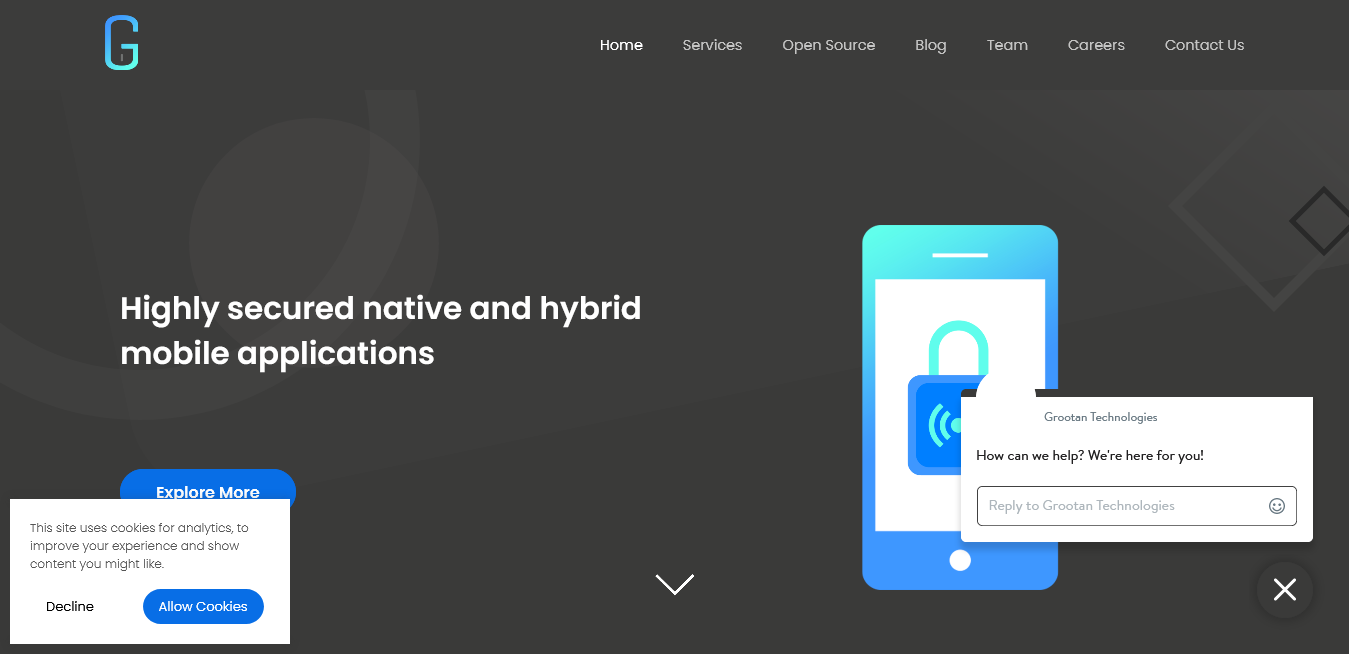 G
Home Services Open Source Blog Team Careers Contact Us
Highly secured native and hybrid
mobile applications
Explore More
This site uses cookies for analytics, to
improve your experience and show
content you might like.
Decline Allow Cookies
Grootan Technologies
How can we help? We're here for you!
Reply to Grootan Technologies